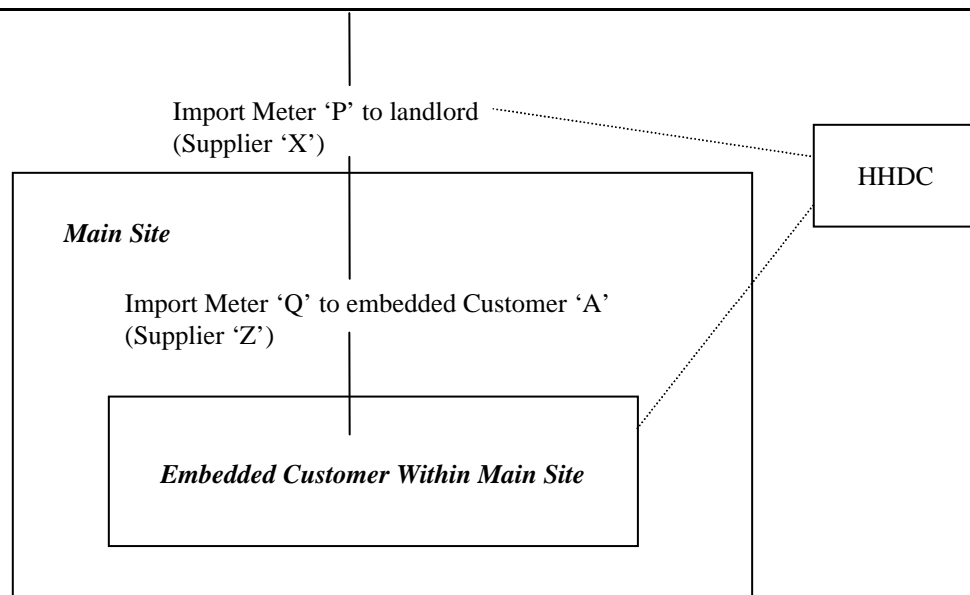 Import Meter ‘P’ to landlord
(Supplier ‘X’)
HHDC
Main Site
Import Meter ‘Q’ to embedded Customer ‘A’
(Supplier ‘Z’)
Embedded Customer Within Main Site